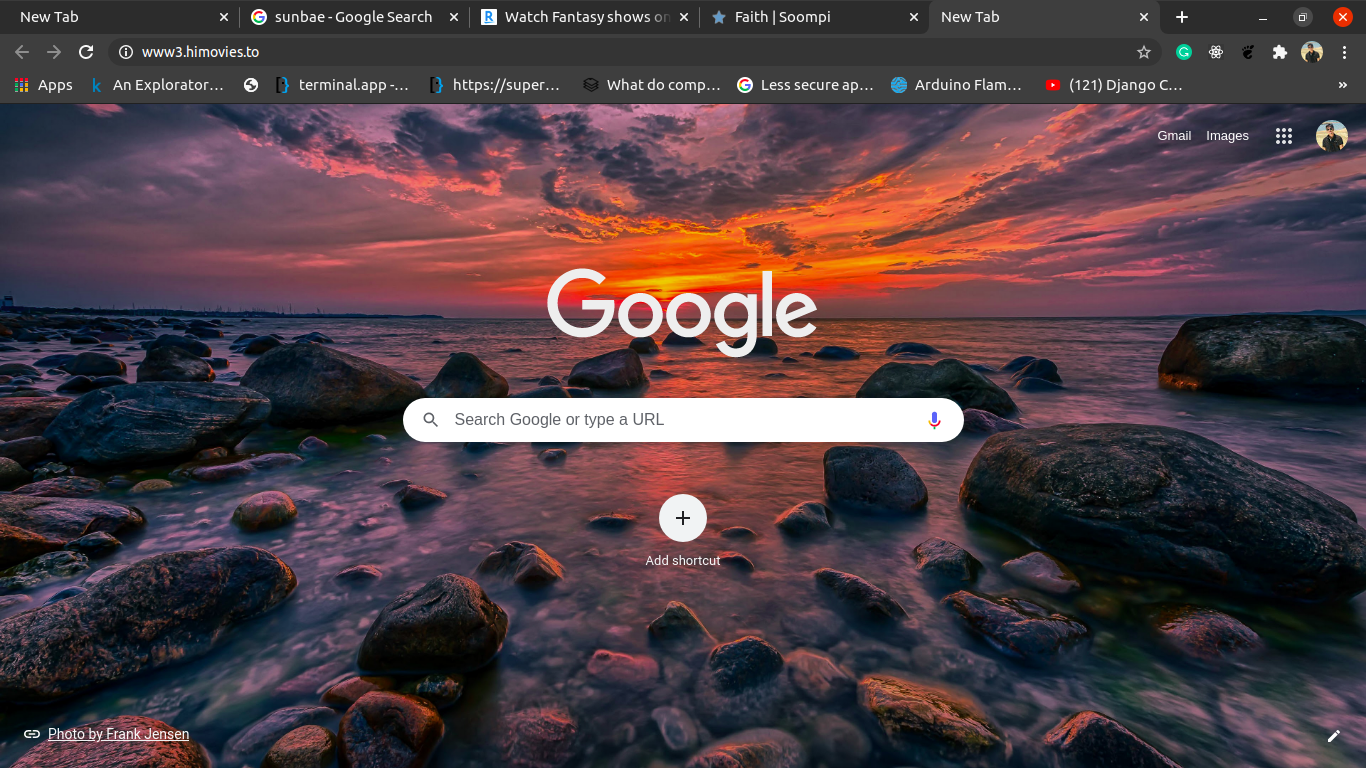 New Tab
sunbae - Google Search
Watch Fantasy shows on
Faith | Soompi
New Tab
www3.himovies.to
Apps
An Explorator…
terminal.app -…
https://super…
What do comp…
Less secure ap…
Arduino Flam…
(121) Django C…
»
Gmail
Images
Google
Search Google or type a URL
Add shortcut
Photo by Frank Jensen